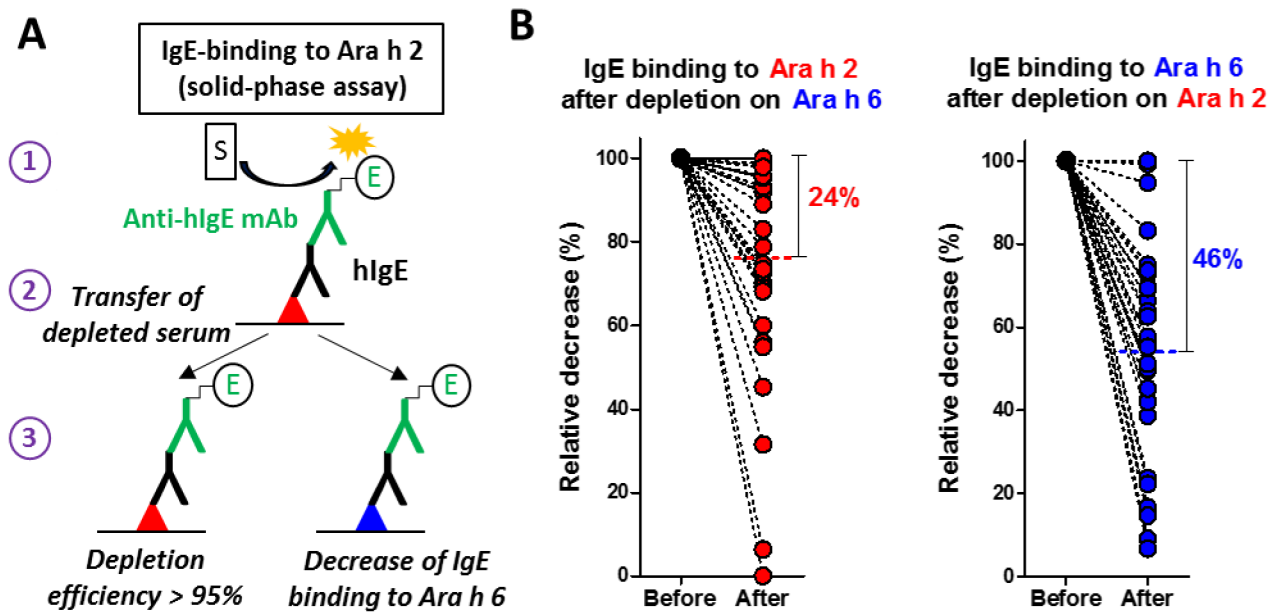 A
IgE-binding to Ara h 2
(solid-phase assay)
1
S
E
Anti-hIgE mAb
hIgE
2
Transfer of
depleted serum
E
E
3
Depletion
efficiency > 95%
Decrease of IgE
binding to Ara h 6
B
IgE binding to Ara h 2
after depletion on Ara h 6
Relative decrease (%)
100
80
60
40
20
0
24%
Before After
IgE binding to Ara h 6
after depletion on Ara h 2
Relative decrease (%)
100
80
60
40
20
0
46%
Before After